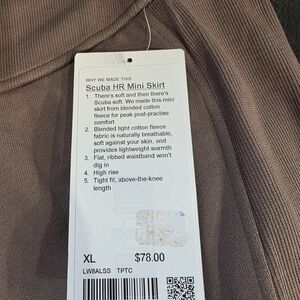 WHY WE MADE THIS
Scuba HR Mini Skirt
1. There's soft and then there's
Scuba soft. We made this mini
skirt from blended cotton
fleece for peak post-practise
comfort
2. Blended light cotton fleece
fabric is naturally breathable,
soft against your skin, and
provides lightweight warmth
3. Flat, ribbed waistband won't
dig in
4. High rise
5. Tight fit, above-the-knee
length
XL $78.00
LW8ALSS TPTC